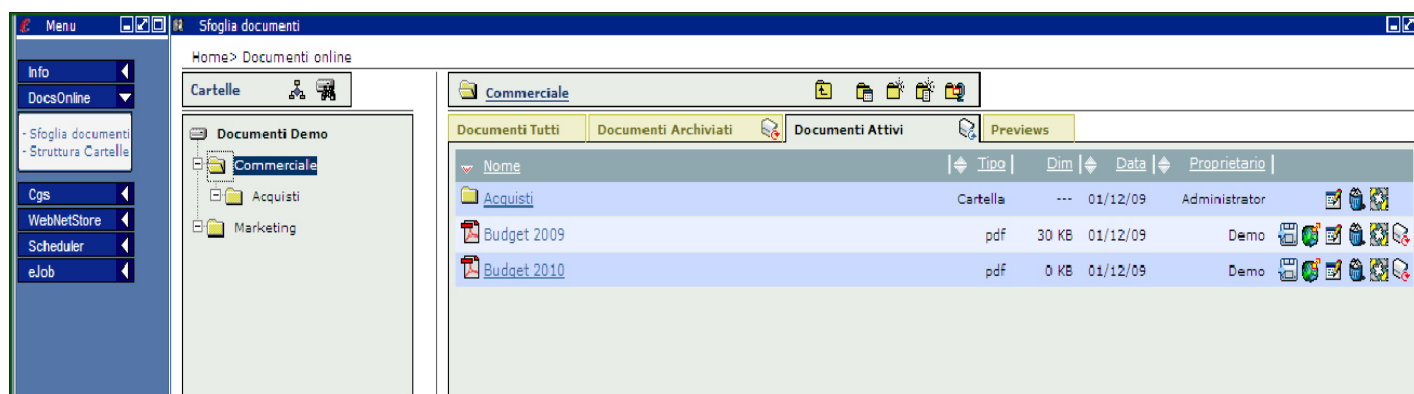 Menu
Sfoglia documenti
Home> Documenti online
Info
DocsOnline
- Sfoglia documenti
- Struttura Cartelle
Cgs
WebNetStore
Scheduler
eJob
Cartelle
Documenti Demo
Commerciale
Acquisti
Marketing
Commerciale
Documenti Tutti Documenti Archiviati Documenti Attivi Previews
Nome Tipo Dim Data Proprietario
Acquisti Cartella --- 01/12/09 Administrator
Budget 2009 pdf 30 KB 01/12/09 Demo
Budget 2010 pdf 0 KB 01/12/09 Demo